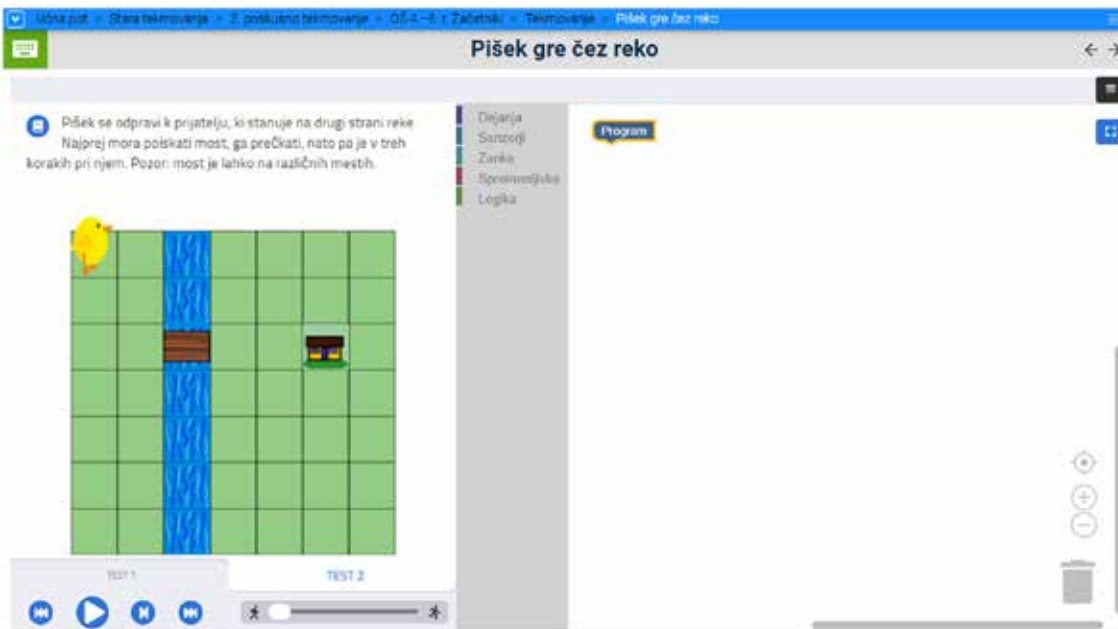 Učna pot > Stara tekmovanja > 2. poskusno tekmovanje > OŠ 4.–6. r. Začetniki > Tekmovanje > Pišek gre čez reko
Pišek gre čez reko
Pišek se odpravi k prijatelju, ki stanuje na drugi strani reke
Najprej mora poiskati most, ga prečkati, nato pa je v treh
korakih pri njem. Pozor: most je lahko na različnih mestih.
Dejanja
Senzorji
Zanke
Spremenljivke
Logika
Program
TEST 1
TEST 2